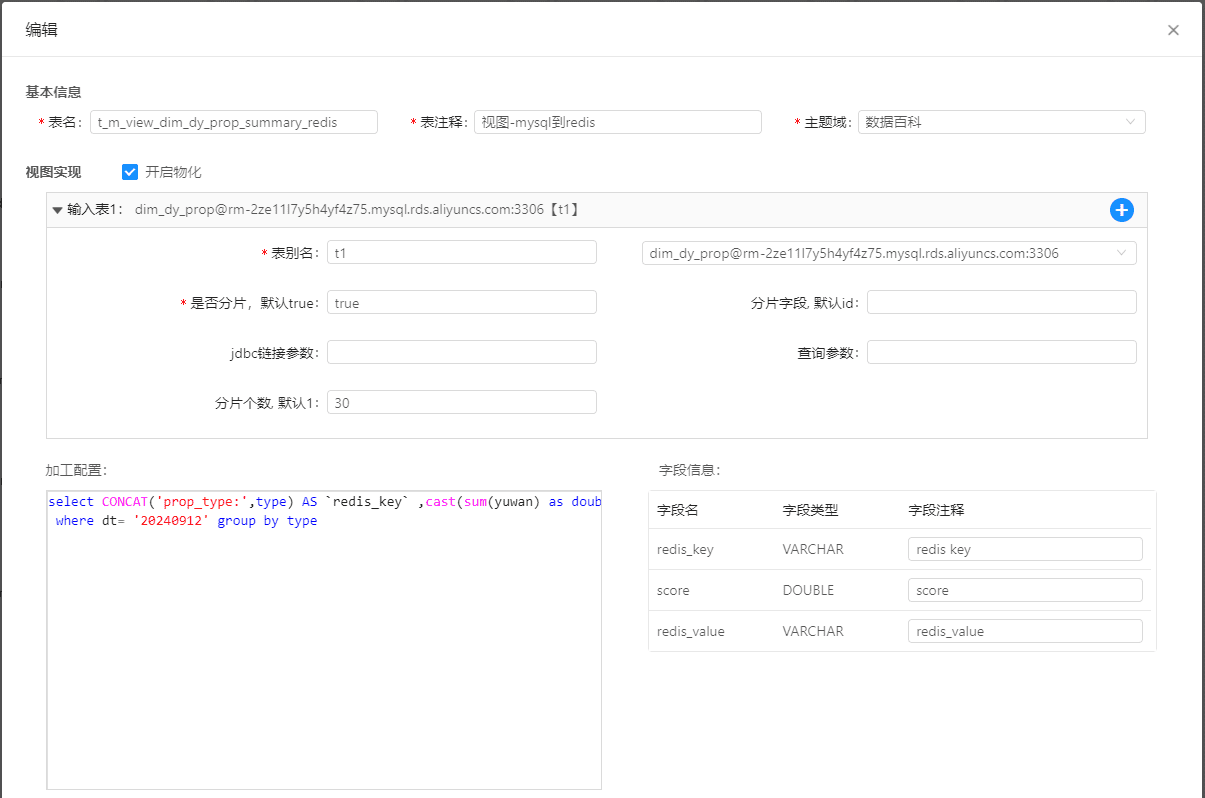 编辑
基本信息
* 表名: t_m_view_dim_dy_prop_summary_redis * 表注释: 视图-mysql到redis * 主题域: 数据百科
视图实现 开启物化
输入表1: dim_dy_prop@rm-2ze11l7y5h4yf4z75.mysql.rds.aliyuncs.com:3306【t1】
* 表别名: t1 dim_dy_prop@rm-2ze11l7y5h4yf4z75.mysql.rds.aliyuncs.com:3306
* 是否分片，默认true: true 分片字段, 默认id:
jdbc链接参数: 查询参数:
分片个数, 默认1: 30
加工配置: 字段信息:
select CONCAT('prop_type:',type) AS `redis_key` ,cast(sum(yuwan) as doub
where dt= '20240912' group by type
字段名 字段类型 字段注释
redis_key VARCHAR redis key
score DOUBLE score
redis_value VARCHAR redis_value